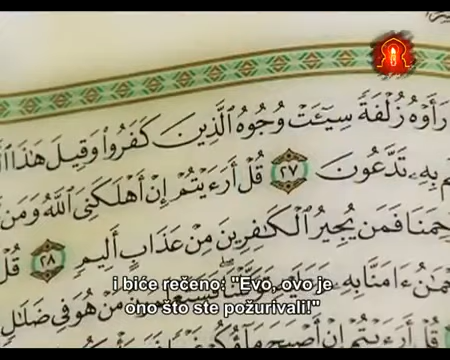 رَأَوْهُ زُلْفَةً سِيٓـَٔتْ وُجُوهُ ٱلَّذِينَ كَفَرُوا۟ وَقِيلَ هَٰذَا
بِهِۦ تَدَّعُونَ ٢٧ قُلْ أَرَءَيْتُمْ إِنْ أَهْلَكَنِىَ ٱللَّهُ وَمَن
فَمَن يُجِيرُ ٱلْكَٰفِرِينَ مِنْ عَذَابٍ أَلِيمٍ ٢٨ قُلْ
ءَامَنَّا بِهِۦ وَعَلَيْهِ تَوَكَّلْنَا مَنْ هُوَ فِى ضَلَٰلٍ
قُلْ أَرَءَيْتُمْ إِنْ أَصْبَحَ مَآؤُكُمْ
i biće rečeno: "Evo, ovo je
ono što ste požurivali!"